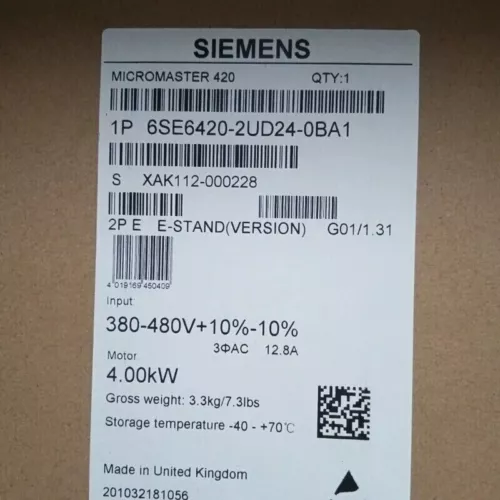 SIEMENS
MICROMASTER 420 QTY:1
1P 6SE6420-2UD24-0BA1
S XAK112-000228
2P E E-STAND(VERSION) G01/1.31
4 019169 450409
Input
380-480V+10%-10%
3ΦAC 12.8A
Motor
4.00kW
Gross weight: 3.3kg/7.3lbs
Storage temperature -40 - +70℃
Made in United Kingdom
201032181056